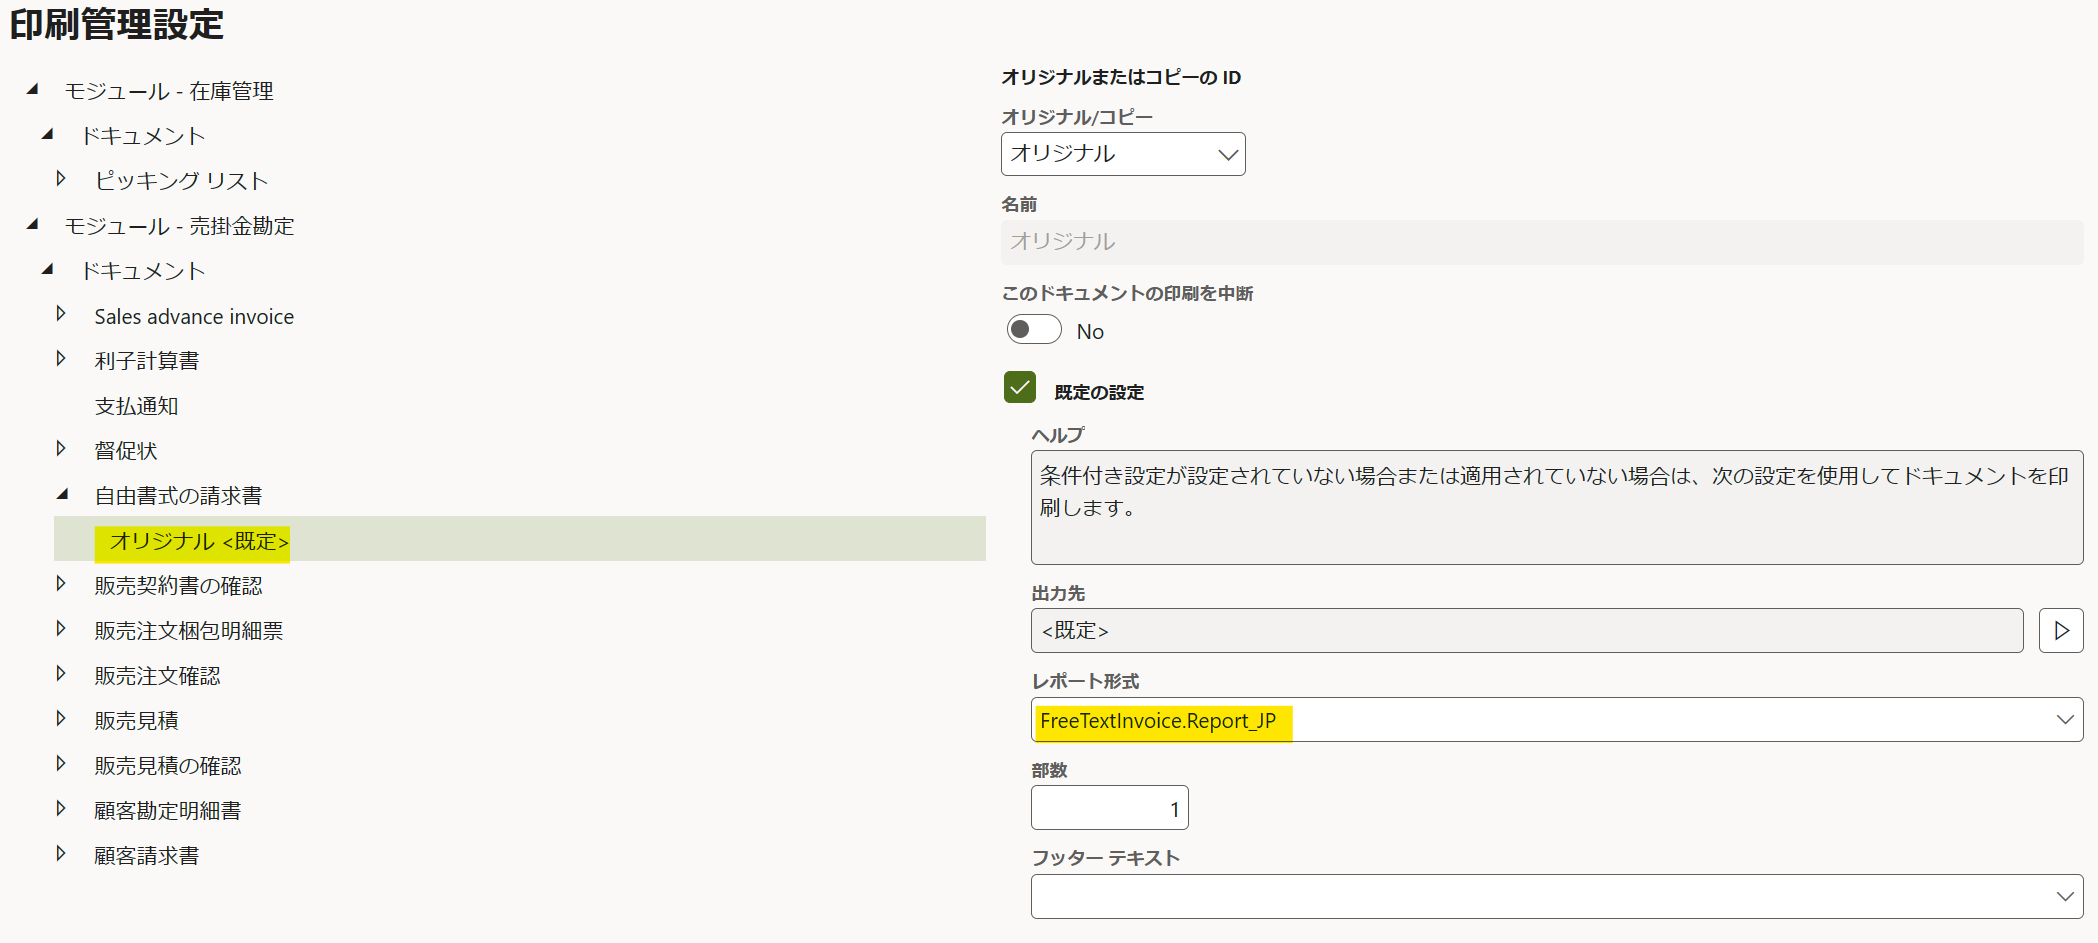 印刷管理設定
モジュール - 在庫管理
ドキュメント
ピッキング リスト
モジュール - 売掛金勘定
ドキュメント
Sales advance invoice
利子計算書
支払通知
督促状
自由書式の請求書
オリジナル <既定>
販売契約書の確認
販売注文梱包明細票
販売注文確認
販売見積
販売見積の確認
顧客勘定明細書
顧客請求書
オリジナルまたはコピーの ID
オリジナル/コピー
オリジナル
名前
オリジナル
このドキュメントの印刷を中断
No
既定の設定
ヘルプ
条件付き設定が設定されていない場合または適用されていない場合は、次の設定を使用してドキュメントを印
刷します。
出力先
<既定>
レポート形式
FreeTextInvoice.Report_JP
部数
1
フッター テキスト